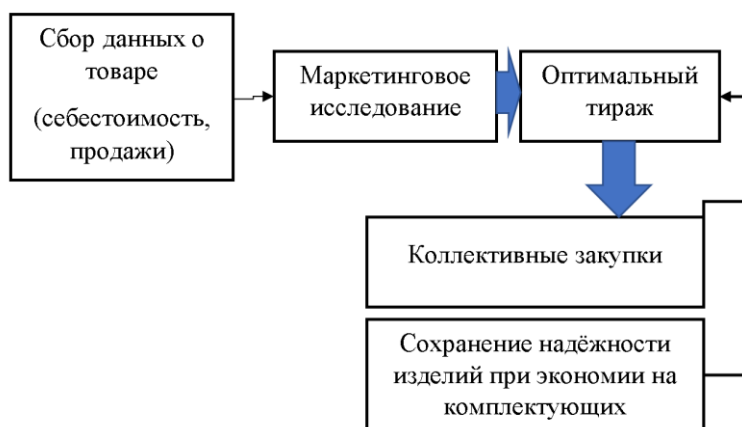 Сбор данных о
товаре
(себестоимость,
продажи)
Маркетинговое
исследование
Оптимальный
тираж
Коллективные закупки
Сохранение надёжности
изделий при экономии на
комплектующих